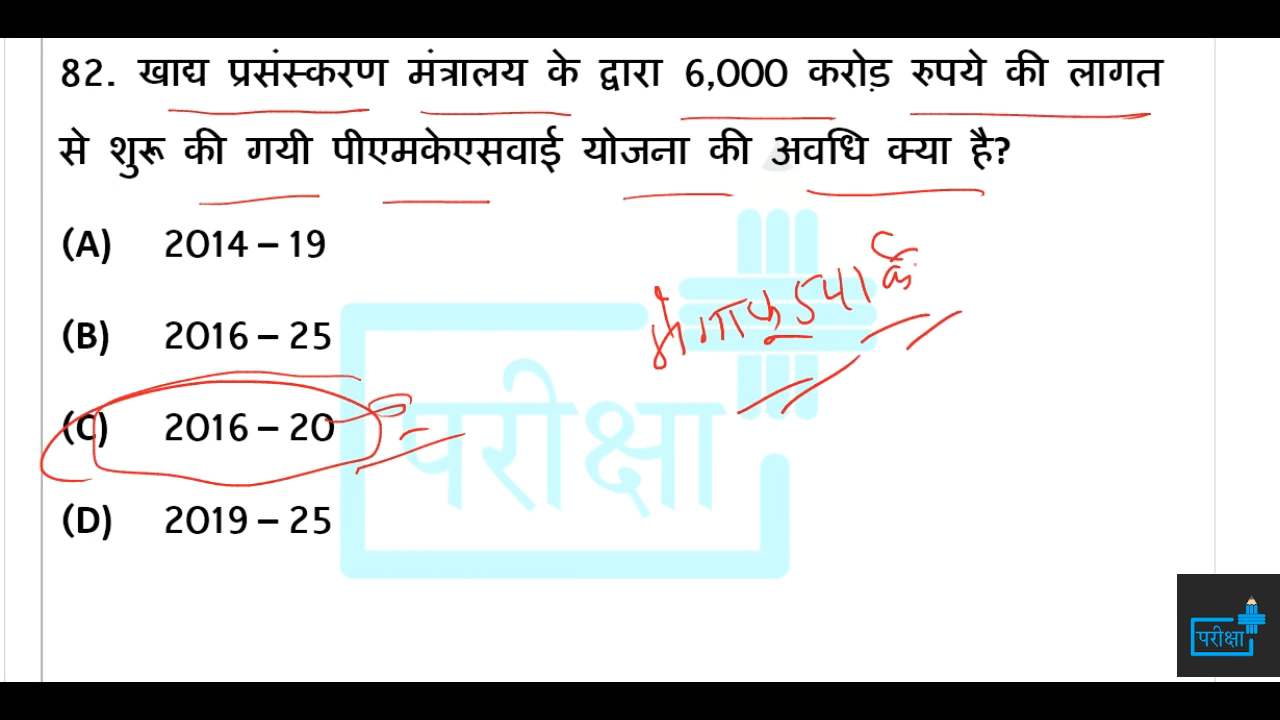 82. खाद्य प्रसंस्करण मंत्रालय के द्वारा 6,000 करोड़ रुपये की लागत
से शुरू की गयी पीएमकेएसवाई योजना की अवधि क्या है?
(A) 2014 – 19
(B) 2016 – 25
(C) 2016 – 20
(D) 2019 – 25
परीक्षा
परीक्षा